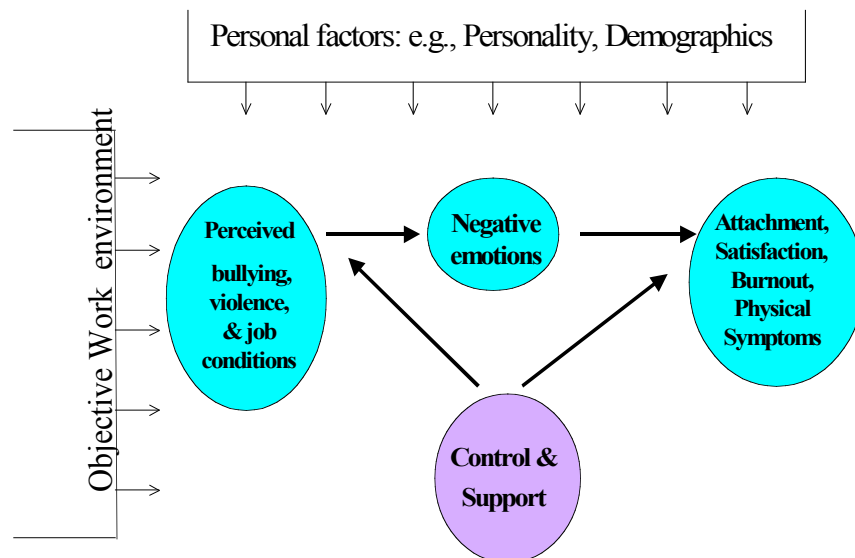 Personal factors: e.g., Personality, Demographics
Objective Work environment
Perceived
bullying,
violence,
& job
conditions
Negative
emotions
Attachment,
Satisfaction,
Burnout,
Physical
Symptoms
Control &
Support